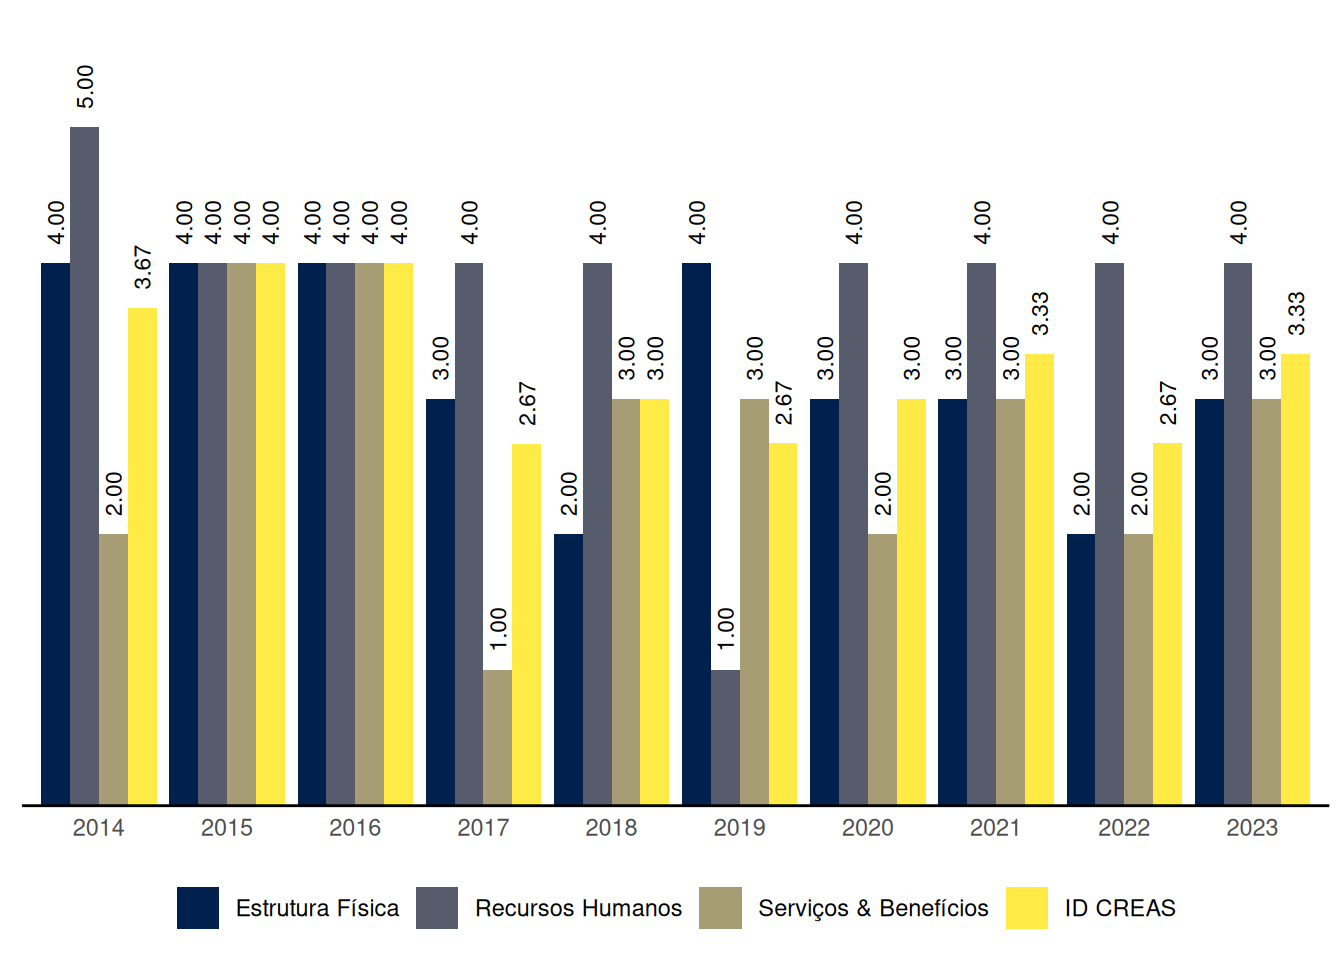 5.00
4.00 4.00 4.00 4.00 4.00 4.00 4.00 4.00 4.00 4.00 4.00 4.00 4.00 4.00 4.00 4.00
3.67
3.33 3.33
3.00 3.00 3.00 3.00 3.00 3.00 3.00 3.00 3.00 3.00
2.67 2.67 2.67
2.00 2.00 2.00 2.00 2.00
1.00 1.00
2014 2015 2016 2017 2018 2019 2020 2021 2022 2023
Estrutura Física Recursos Humanos Serviços & Benefícios ID CREAS